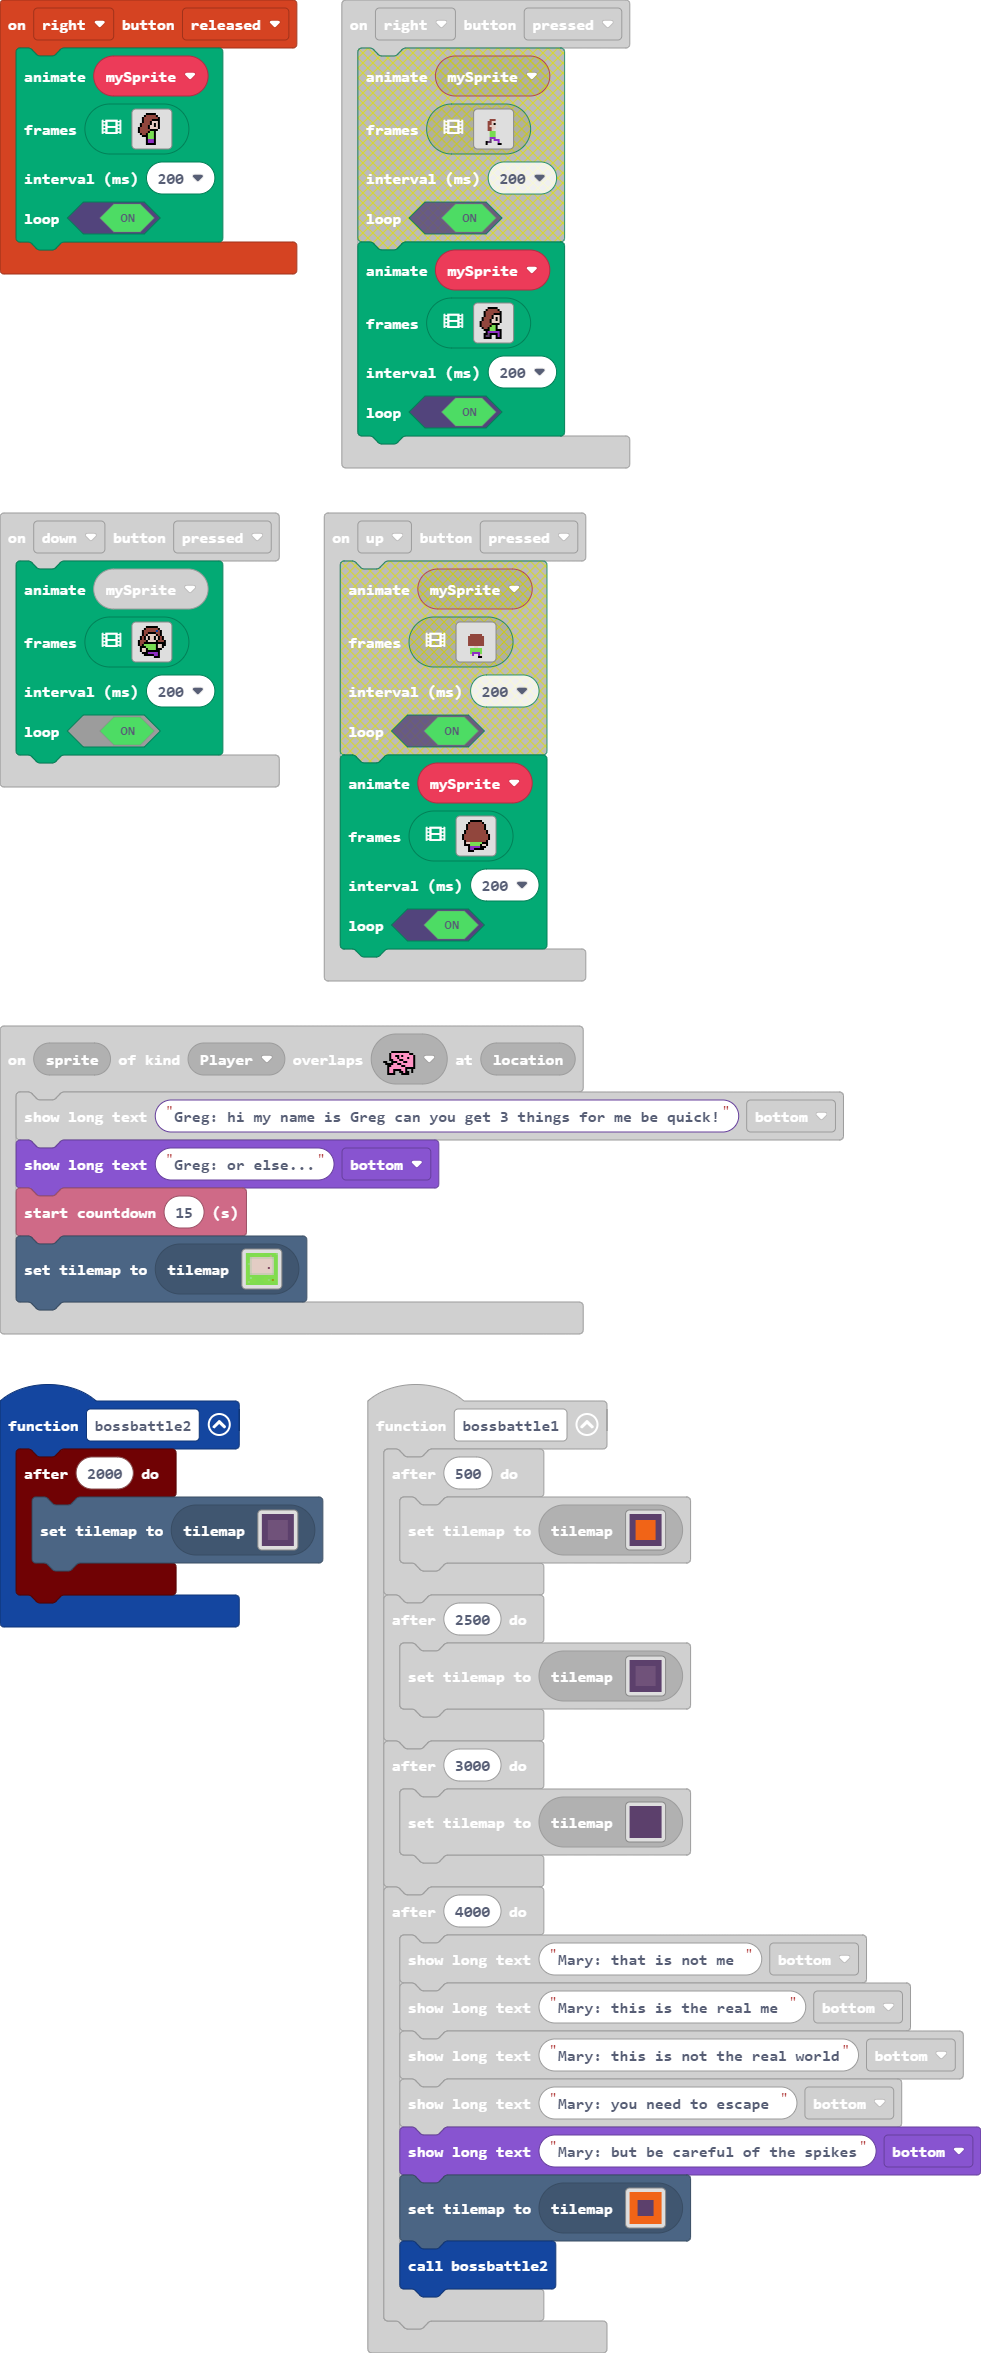 on right button released
animate mySprite
frames
interval (ms) 200
loop ON
on right button pressed
animate mySprite
frames
interval (ms) 200
loop ON
animate mySprite
frames
interval (ms) 200
loop ON
on down button pressed
animate mySprite
frames
interval (ms) 200
loop ON
on up button pressed
animate mySprite
frames
interval (ms) 200
loop ON
animate mySprite
frames
interval (ms) 200
loop ON
on sprite of kind Player overlaps at location
show long text "Greg: hi my name is Greg can you get 3 things for me be quick!" bottom
show long text "Greg: or else..." bottom
start countdown 15 (s)
set tilemap to tilemap
function bossbattle2
after 2000 do
set tilemap to tilemap
function bossbattle1
after 500 do
set tilemap to tilemap
after 2500 do
set tilemap to tilemap
after 3000 do
set tilemap to tilemap
after 4000 do
show long text "Mary: that is not me " bottom
show long text "Mary: this is the real me " bottom
show long text "Mary: this is not the real world" bottom
show long text "Mary: you need to escape " bottom
show long text "Mary: but be careful of the spikes" bottom
set tilemap to tilemap
call bossbattle2